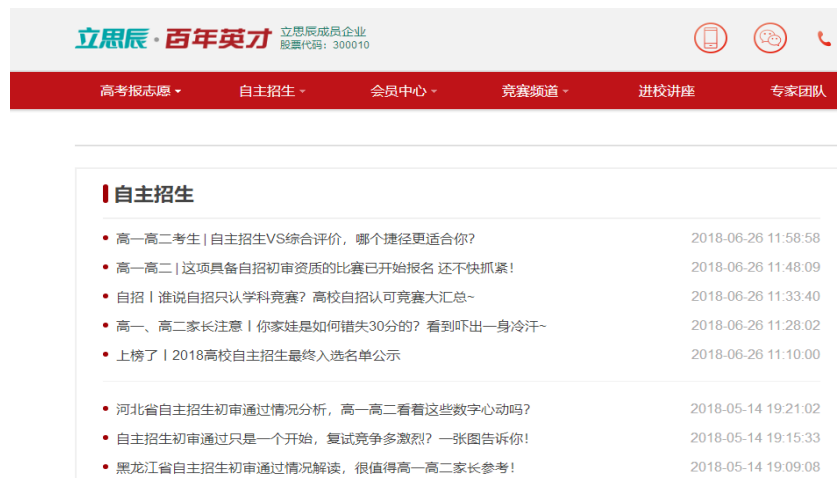 立思辰·百年英才 立思辰成员企业
股票代码：300010
高考报志愿 自主招生 会员中心 竞赛频道 进校讲座 专家团队
自主招生
高一高二考生|自主招生VS综合评价，哪个捷径更适合你？ 2018-06-26 11:58:58
高一高二|这项具备自招初审资质的比赛已开始报名 还不快抓紧！ 2018-06-26 11:48:09
自招丨谁说自招只认学科竞赛？高校自招认可竞赛大汇总~ 2018-06-26 11:33:40
高一、高二家长注意丨你家娃是如何错失30分的？看到吓出一身冷汗~ 2018-06-26 11:28:02
上榜了丨2018高校自主招生最终入选名单公示 2018-06-26 11:10:00
河北省自主招生初审通过情况分析，高一高二看着这些数字心动吗？ 2018-05-14 19:21:02
自主招生初审通过只是一个开始，复试竞争多激烈？一张图告诉你！ 2018-05-14 19:15:33
黑龙江省自主招生初审通过情况解读，很值得高一高二家长参考！ 2018-05-14 19:09:08